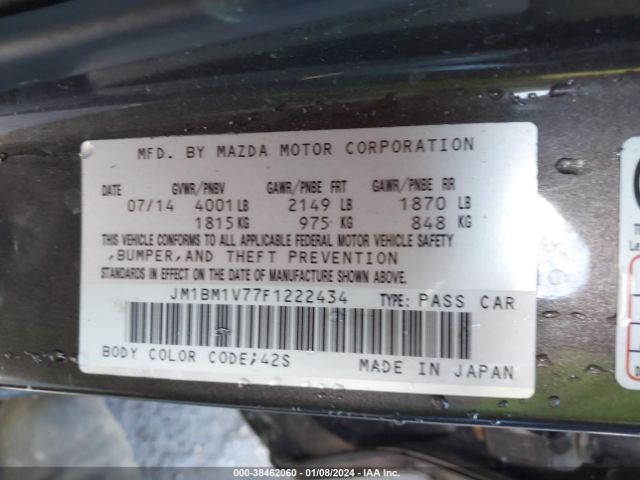 MFD. BY MAZDA MOTOR CORPORATION
DATE GVWR/PNBV GAWR/PNBE FRT GAWR/PNBE RR
07/14 4001 LB 2149 LB 1870 LB
1815 KG 975 KG 848 KG
THIS VEHICLE CONFORMS TO ALL APPLICABLE FEDERAL MOTOR VEHICLE SAFETY
,BUMPER,AND THEFT PREVENTION
STANDARDS IN EFFECT ON THE DATE OF MANUFACTURE SHOWN ABOVE.
JM1BM1V77F1222434 TYPE: PASS CAR
BODY COLOR CODE;42S MADE IN JAPAN
000-38462060 - 01/08/2024 - IAA Inc.